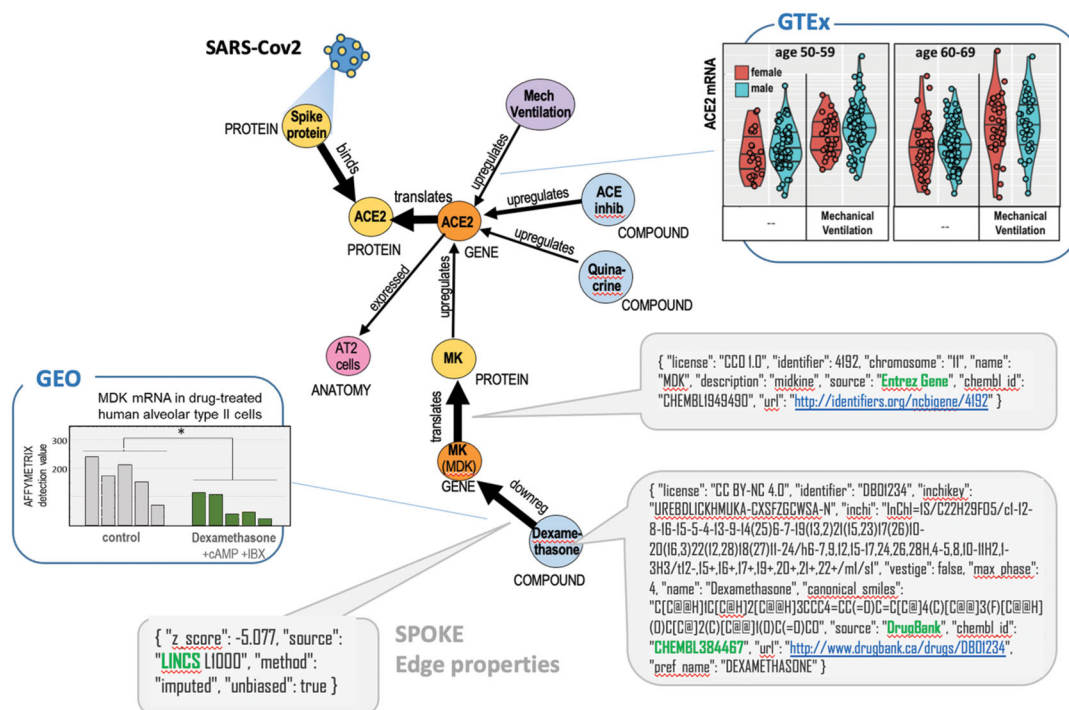 SARS-Cov2
Spike
protein
PROTEIN
binds
Mech
Ventilation
upregulates
translates
ACE2
PROTEIN
ACE2
GENE
upregulates
ACE
inhib
COMPOUND
upregulates
Quina-
crine
COMPOUND
expressed
upregulates
AT2
cells
ANATOMY
MK
PROTEIN
translates
MK
(MDK)
GENE
downreg
Dexame-
thasone
COMPOUND
GTEx
age 50-59
age 60-69
female
male
ACE2 mRNA
--
Mechanical
Ventilation
--
Mechanical
Ventilation
GEO
MDK mRNA in drug-treated
human alveolar type II cells
AFFYMETRIX
detection value
300
200
*
control
Dexamethasone
+cAMP +IBX
{ "license": "CC0 1.0", "identifier": 4192, "chromosome": "11", "name":
"MDK", "description": "midkine", "source": "Entrez Gene", "chembl_id":
"CHEMBL1949490", "url": "http://identifiers.org/ncbigene/4192" }
{ "license": "CC BY-NC 4.0", "identifier": "DB01234", "inchikey":
"UREBDLICKHMUKA-CXSFZGCWSA-N", "inchi": "InChI=1S/C22H29FO5/c1-12-
8-16-15-5-4-13-9-14(25)6-7-19(13,2)21(15,23)17(26)10-
20(16,3)22(12,28)18(27)11-24/h6-7,9,12,15-17,24,26,28H,4-5,8,10-11H2,1-
3H3/t12-,15+,16+,17+,19+,20+,21+,22+/m1/s1", "vestige": false, "max_phase":
4, "name": "Dexamethasone", "canonical_smiles":
"C[C@@H]1C[C@H]2[C@@H]3CCC4=CC(=O)C=C[C@]4(C)[C@@]3(F)[C@@H]
(O)C[C@]2(C)[C@@]1(O)C(=O)CO", "source": "DrugBank", "chembl_id":
"CHEMBL384467", "url": "http://www.drugbank.ca/drugs/DB01234",
"pref_name": "DEXAMETHASONE" }
{ "z_score": -5.077, "source":
"LINCS L1000", "method":
"imputed", "unbiased": true }
SPOKE
Edge properties